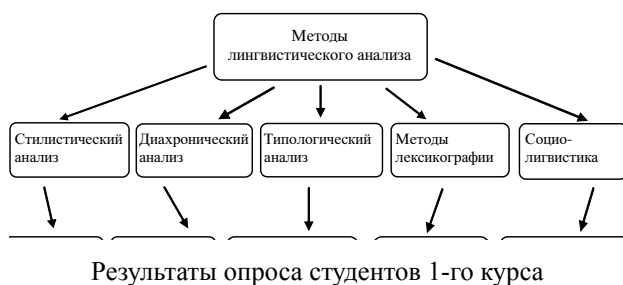 Методы
лингвистического анализа
Стилистический
анализ
Диахронический
анализ
Типологический
анализ
Методы
лексикографии
Социо-
лигвистика
Результаты опроса студентов 1-го курса